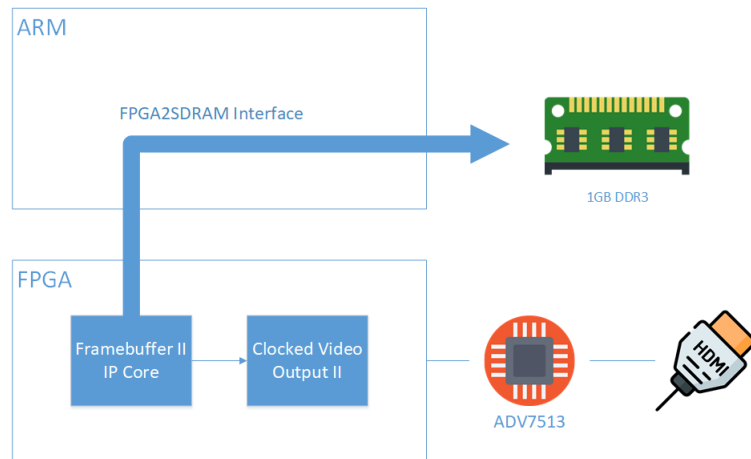 ARM
FPGA2SDRAM Interface
1GB DDR3
FPGA
Framebuffer II
IP Core
Clocked Video
Output II
ADV7513
HDMI